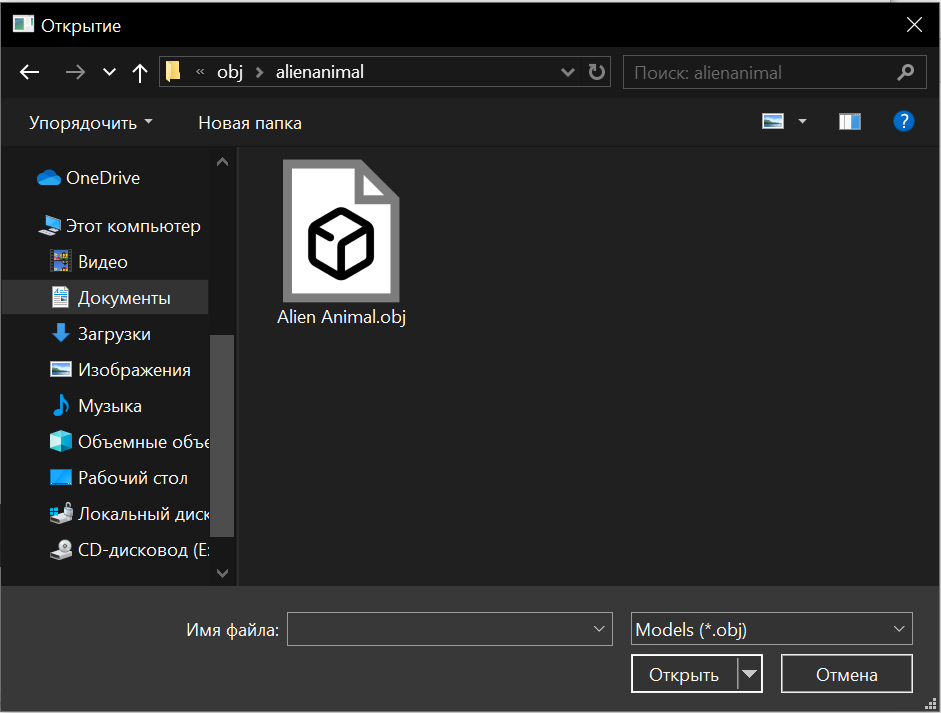 Открытие
« obj > alienanimal
Поиск: alienanimal
Упорядочить
Новая папка
?
OneDrive
Этот компьютер
Видео
Документы
Загрузки
Изображения
Музыка
Объемные объе
Рабочий стол
Локальный диск
CD-дисковод (E:
Alien Animal.obj
Имя файла:
Models (*.obj)
Открыть
Отмена